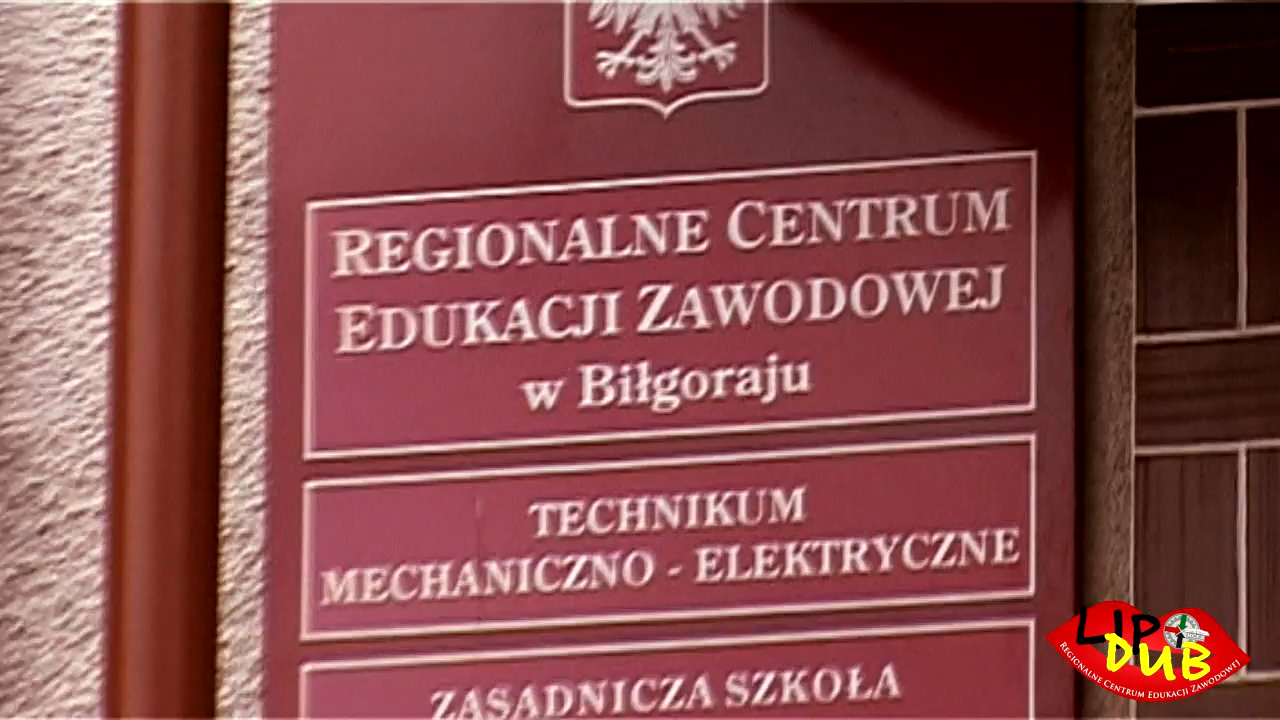 REGIONALNE CENTRUM
EDUKACJI ZAWODOWEJ
w Biłgoraju
TECHNIKUM
MECHANICZNO - ELEKTRYCZNE
ZASADNICZA SZKOŁA
LIP
DUB
REGIONALNE CENTRUM EDUKACJI ZAWODOWEJ